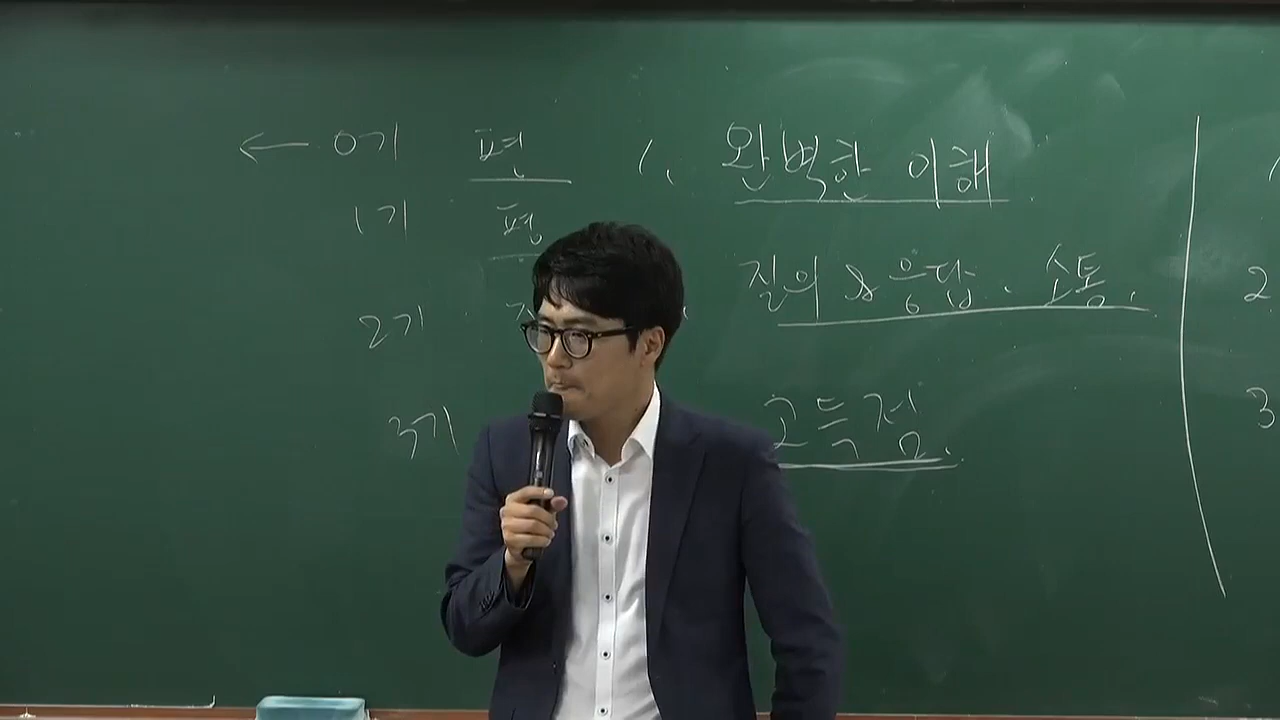 ← 0기 편 1. 완벽한 이해
1기 평
질의 & 응답. 소통.
2기
2
3기 고득점.
3